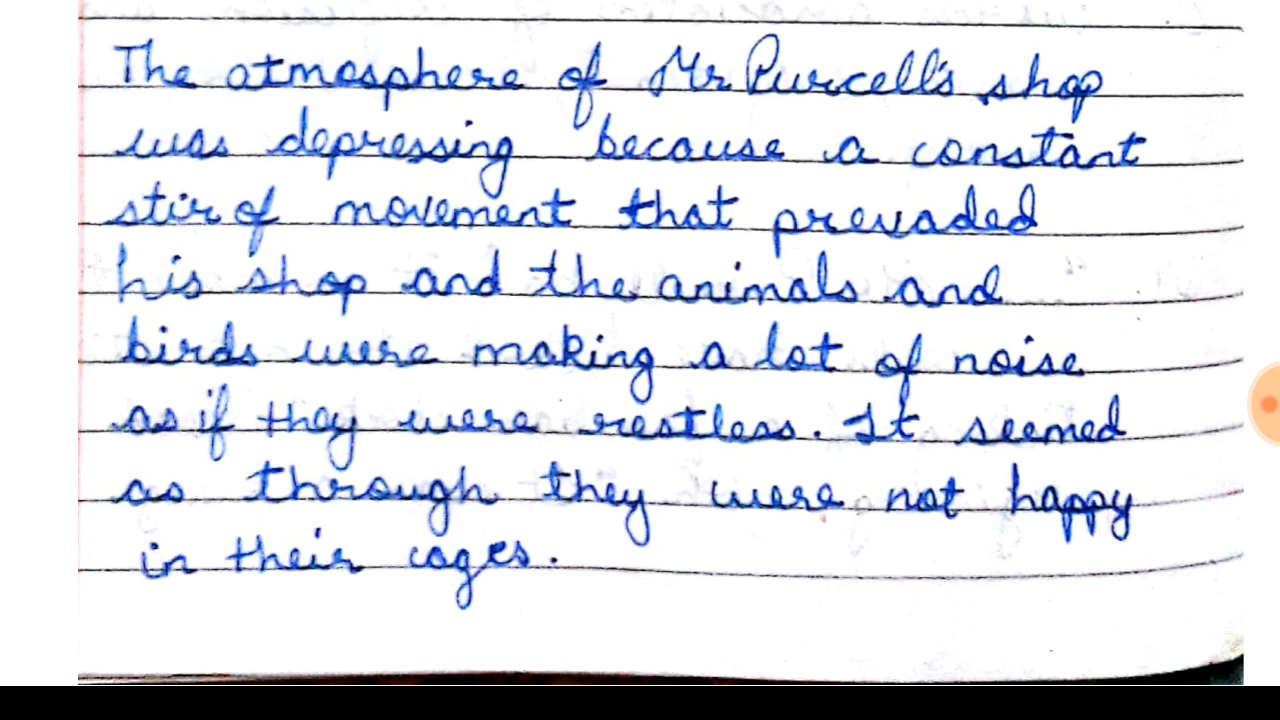 The atmosphere of Mr Purcell's shop
was depressing because a constant
stir of movement that prevaded
his shop and the animals and
birds were making a lot of noise
as if they were restless. It seemed
as through they were not happy
in their cages.